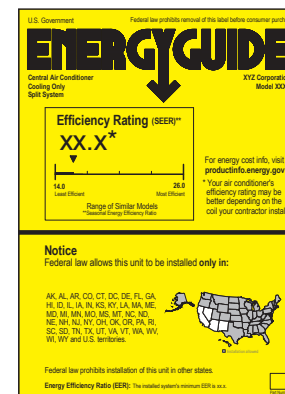 U.S. Government
Federal law prohibits removal of this label before consumer purch
ENERGYGUIDE
Central Air Conditioner
Cooling Only
Split System
XYZ Corporatio
Model XXX
Efficiency Rating (SEER)**
XX.X*
14.0
26.0
Least Efficient
Most Efficient
Range of Similar Models
**Seasonal Energy Efficiency Ratio
For energy cost info, visit
productinfo.energy.gov
* Your air conditioner's
efficiency rating may be
better depending on the
coil your contractor instal
Notice
Federal law allows this unit to be installed only in:
AK, AL, AR, CO, CT, DC, DE, FL, GA,
HI, ID, IL, IA, IN, KS, KY, LA, MA, ME,
MD, MI, MN, MO, MS, MT, NC, ND,
NE, NH, NJ, NY, OH, OK, OR, PA, RI,
SC, SD, TN, TX, UT, VA, VT, WA, WV,
WI, WY and U.S. territories.
Installation allowed
Federal law prohibits installation of this unit in other states.
Energy Efficiency Ratio (EER): The installed system's minimum EER is xx.x.